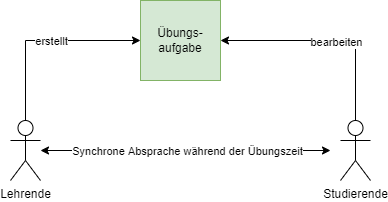 Übungs-
aufgabe
erstellt
bearbeiten
Synchrone Absprache während der Übungszeit
Lehrende
Studierende